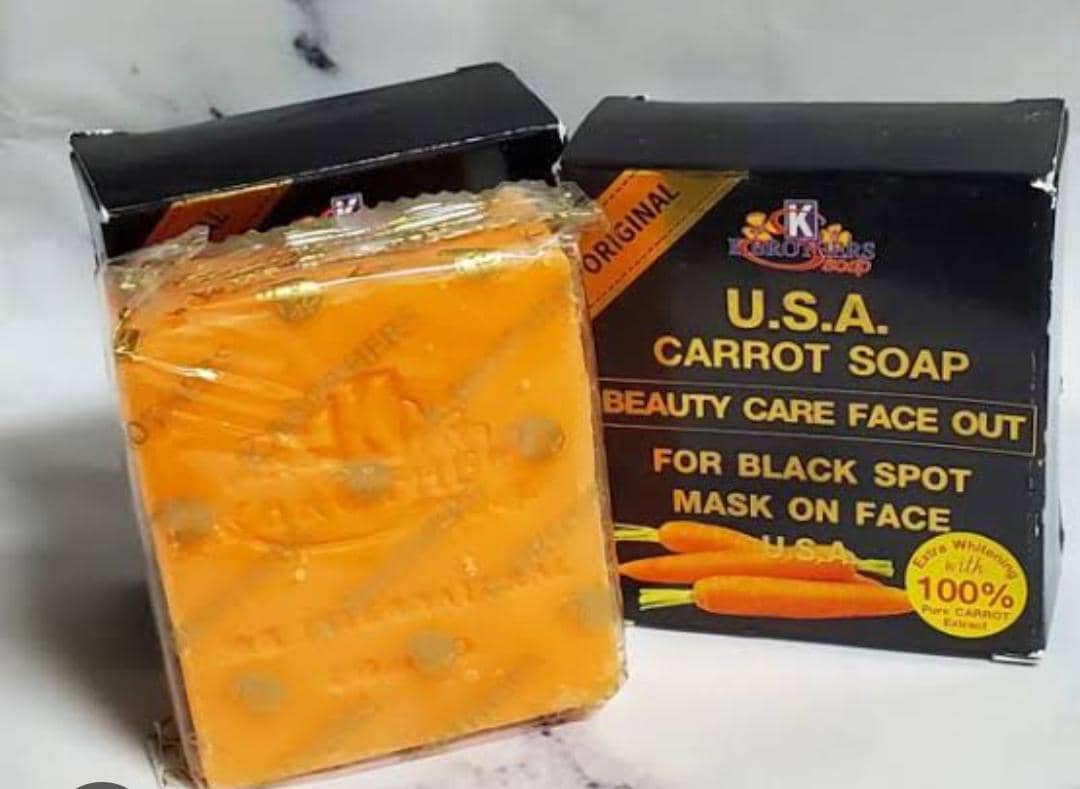 ORIGINAL
K
K BROTHERS
Soap
U.S.A.
CARROT SOAP
BEAUTY CARE FACE OUT
FOR BLACK SPOT
MASK ON FACE
U.S.A.
Extra Whitening
with
100%
Pure CARROT
Extract